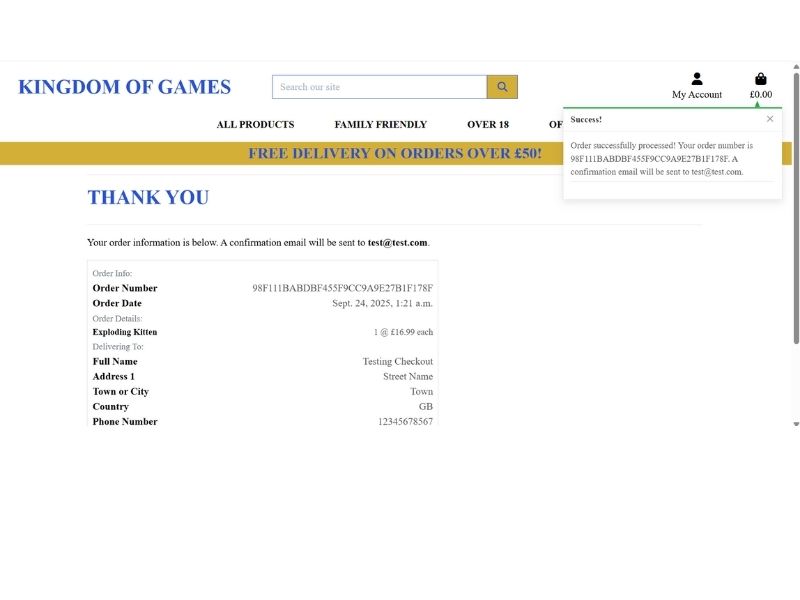 KINGDOM OF GAMES
Search our site
My Account
£0.00
ALL PRODUCTS FAMILY FRIENDLY OVER 18 OF
FREE DELIVERY ON ORDERS OVER £50!
Success!
Order successfully processed! Your order number is
98F111BABDBF455F9CC9A9E27B1F178F. A
confirmation email will be sent to test@test.com.
THANK YOU
Your order information is below. A confirmation email will be sent to test@test.com.
Order Info:
Order Number 98F111BABDBF455F9CC9A9E27B1F178F
Order Date Sept. 24, 2025, 1:21 a.m.
Order Details:
Exploding Kitten 1 @ £16.99 each
Delivering To:
Full Name Testing Checkout
Address 1 Street Name
Town or City Town
Country GB
Phone Number 12345678567